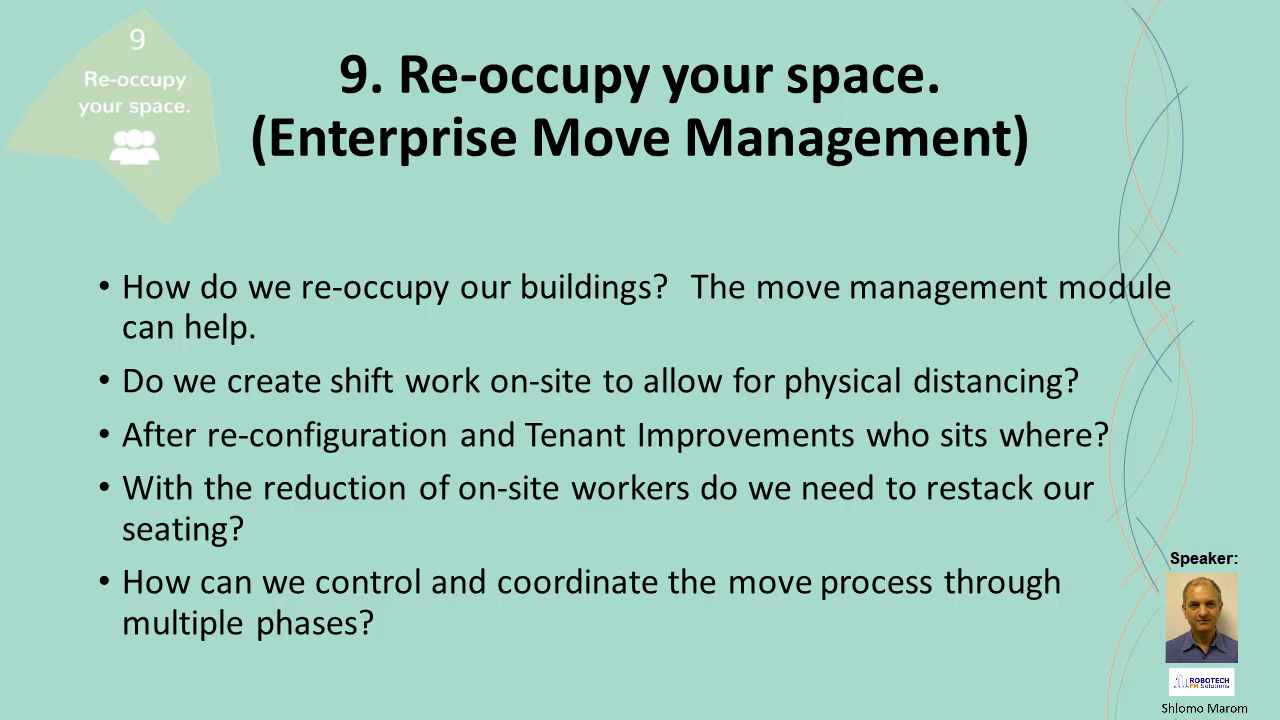 9
Re-occupy
your space.
9. Re-occupy your space.
(Enterprise Move Management)
• How do we re-occupy our buildings? The move management module
can help.
• Do we create shift work on-site to allow for physical distancing?
• After re-configuration and Tenant Improvements who sits where?
• With the reduction of on-site workers do we need to restack our
seating?
• How can we control and coordinate the move process through
multiple phases?
Speaker:
ROBOTECH
FM Solutions
Shlomo Marom